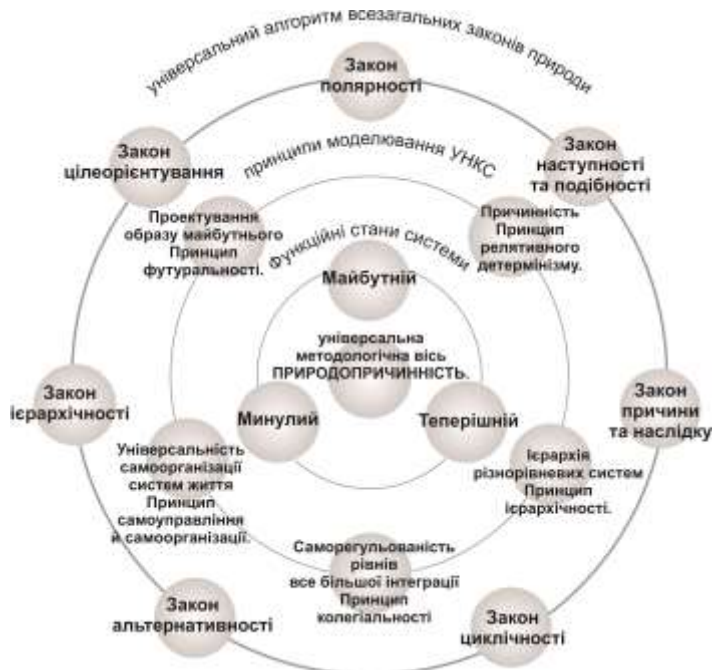 універсальний алгоритм всезагальних законів природи
Закон
полярності
Закон
цілеорієнтування
Закон
наступності
та подібності
принципи моделювання УНКС
Проектування
образу майбутнього
Принцип
футуральності.
Причинність
Принцип
релятивного
детермінізму.
Функційні стани системи
Майбутній
універсальна
методологічна вісь
ПРИРОДОПРИЧИННІСТЬ.
Минулий
Теперішній
Закон
ієрархічності
Закон
причини
та наслідку
Універсальність
самоорганізації
систем життя
Принцип
самоуправління
й самоорганізації.
Ієрархія
різнорівневих систем
Принцип
ієрархічності.
Саморегульованість
рівнів
все більшої інтеграції
Принцип
колегіальності
Закон
альтернативності
Закон
циклічності